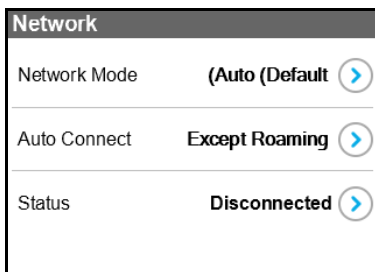 Network
Network Mode (Auto (Default
Auto Connect Except Roaming
Status Disconnected